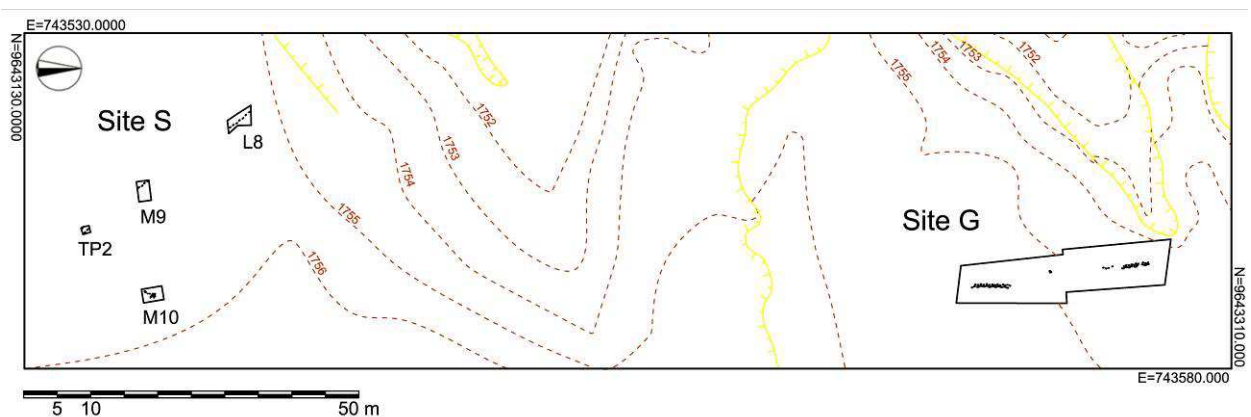 E=743530.0000
N=9643130.0000
Site S
L8
M9
TP2
M10
1756
1755
1754
1753
1752
Site G
1755
1754
1753
1752
N=9643310.000
E=743580.000
5 10 50 m